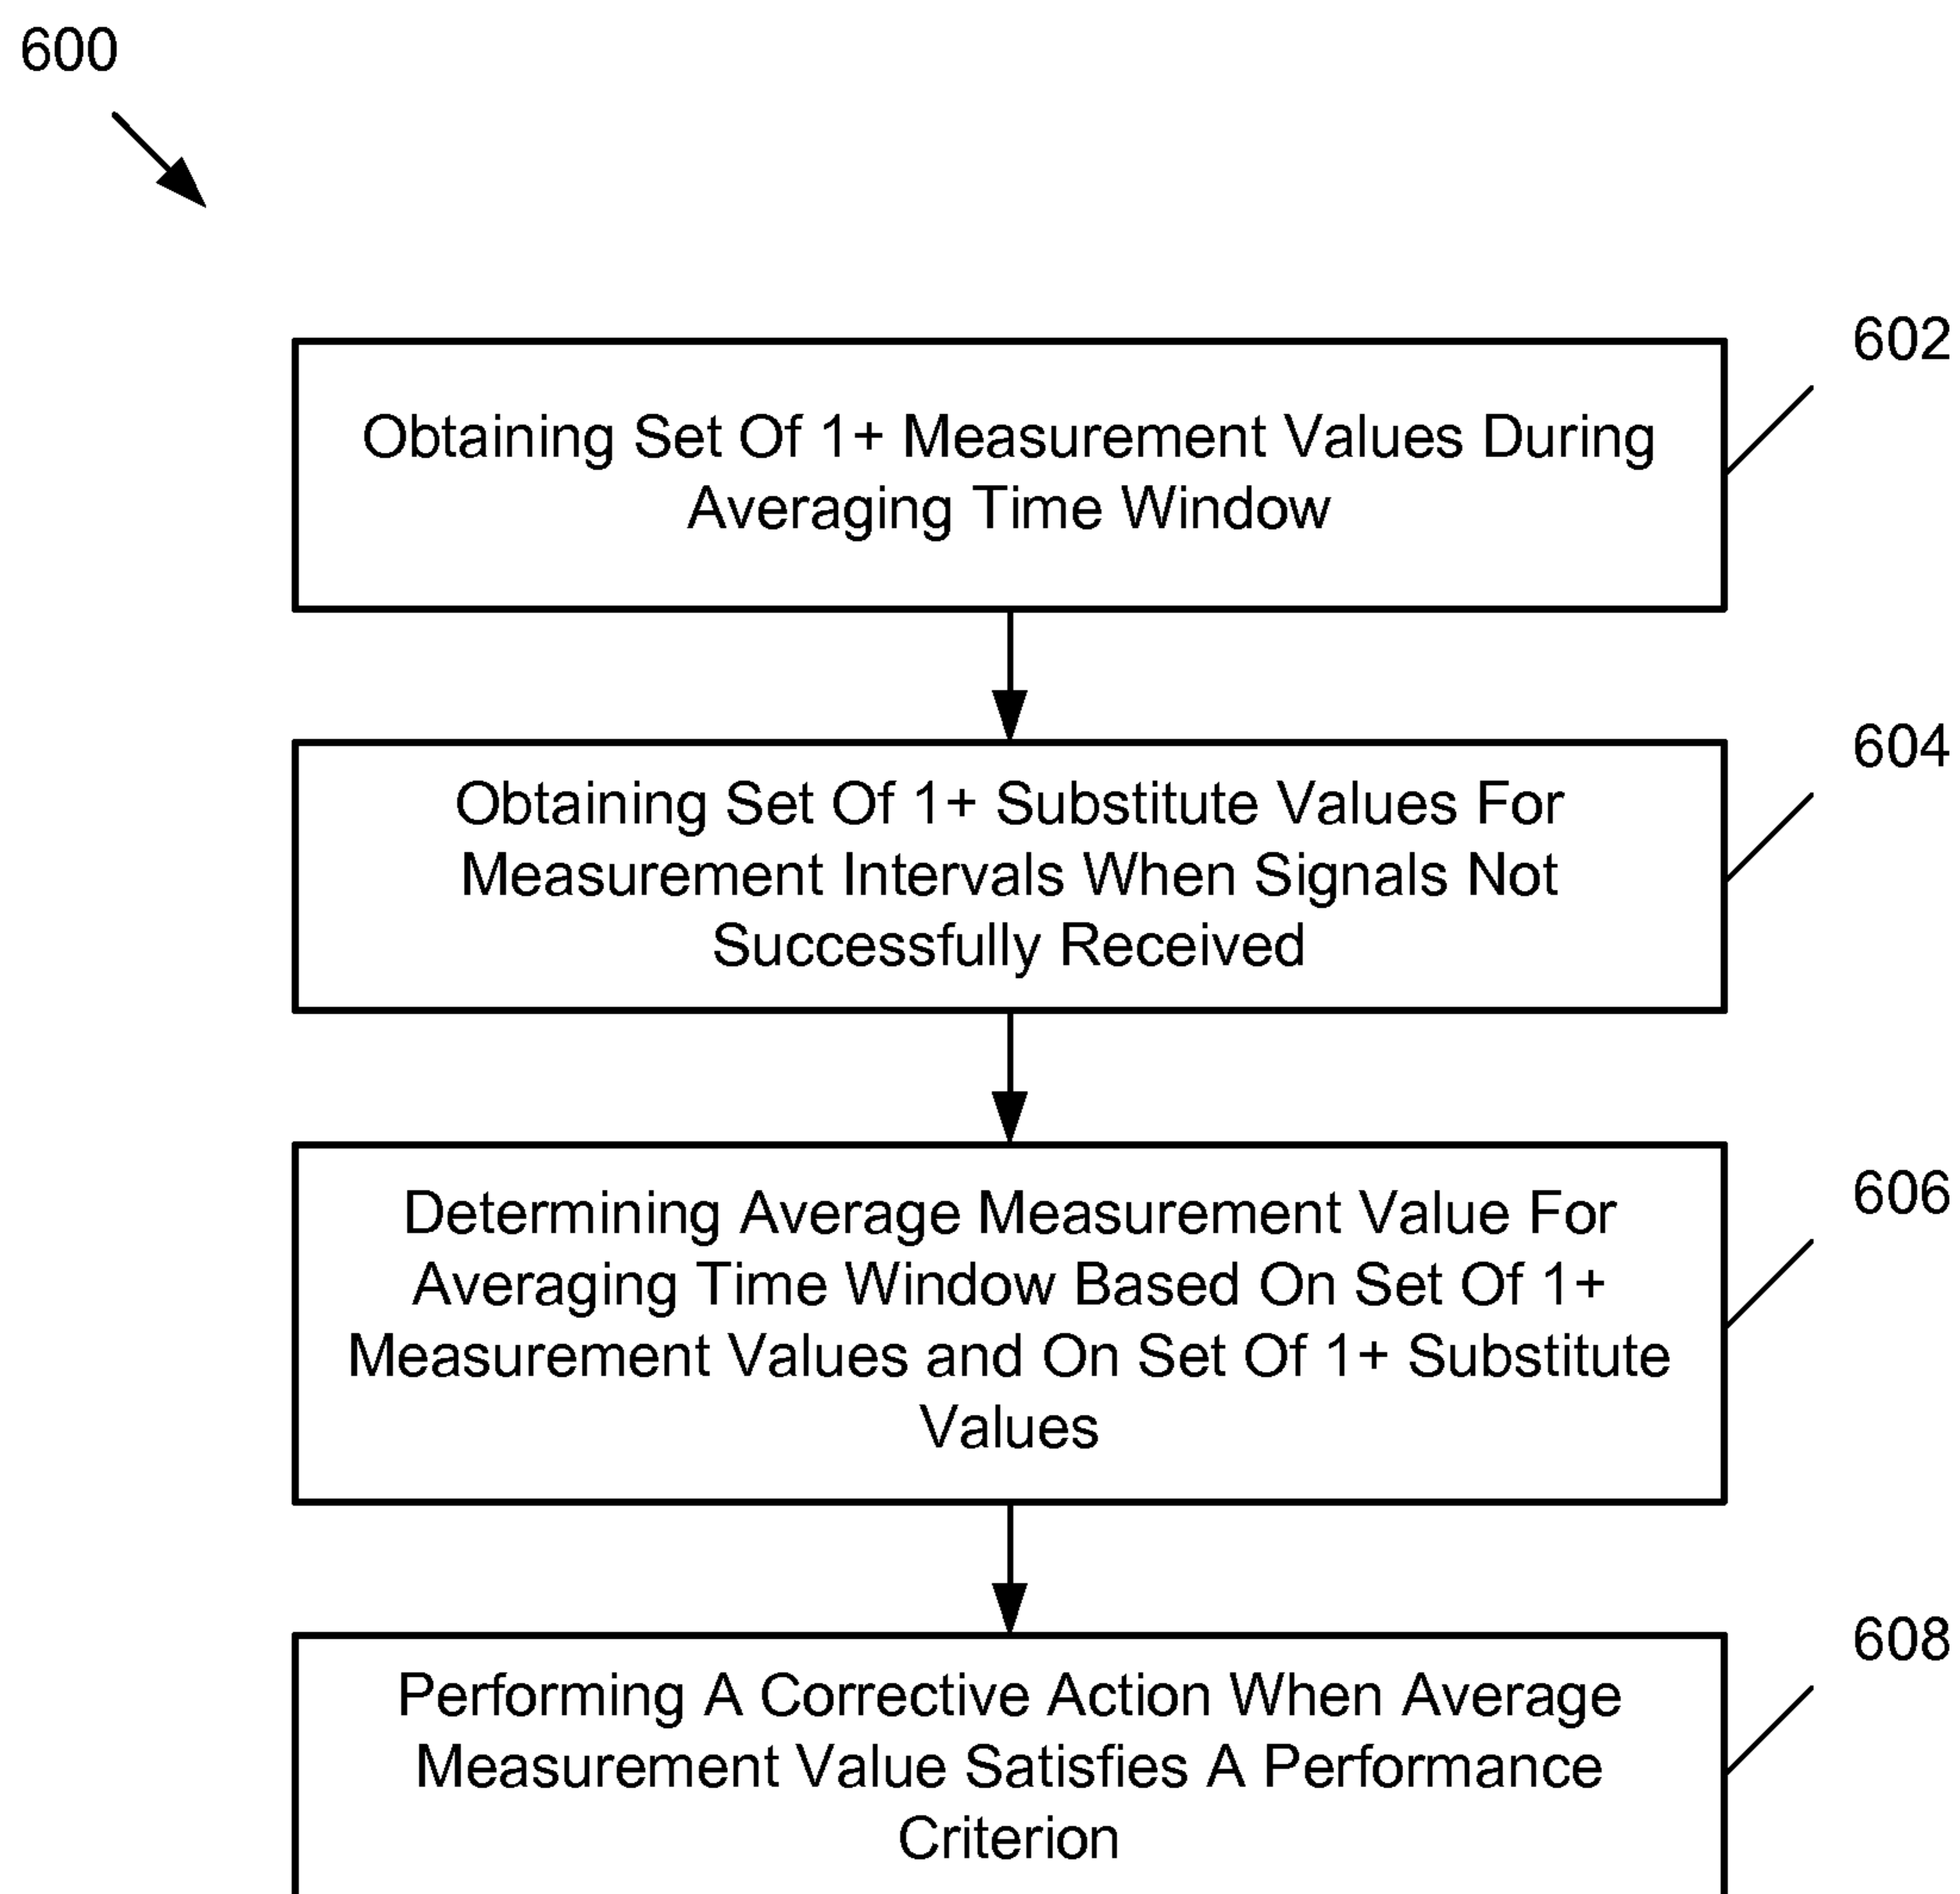 600
602
Obtaining Set Of 1+ Measurement Values During
Averaging Time Window
604
Obtaining Set Of 1+ Substitute Values For
Measurement Intervals When Signals Not
Successfully Received
606
Determining Average Measurement Value For
Averaging Time Window Based On Set Of 1+
Measurement Values and On Set Of 1+ Substitute
Values
608
Performing A Corrective Action When Average
Measurement Value Satisfies A Performance
Criterion